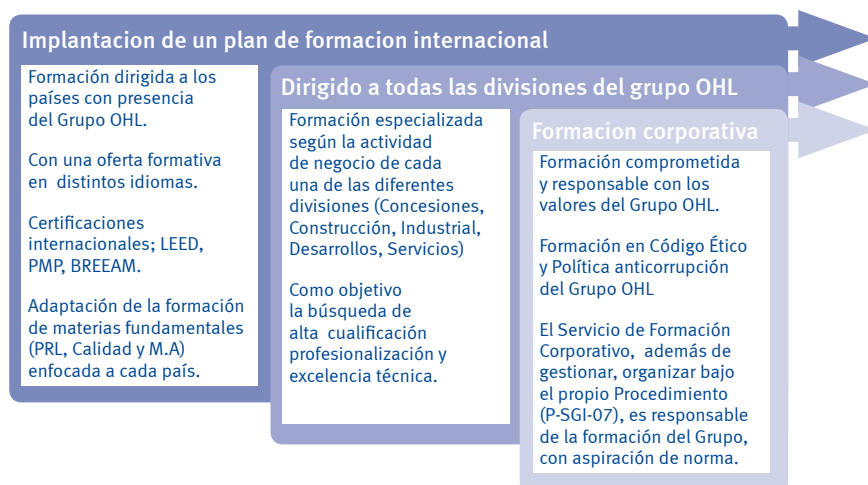 Implantacion de un plan de formacion internacional
Formación dirigida a los
países con presencia
del Grupo OHL.
Con una oferta formativa
en distintos idiomas.
Certificaciones
internacionales; LEED,
PMP, BREEAM.
Adaptación de la formación
de materias fundamentales
(PRL, Calidad y M.A)
enfocada a cada país.
Dirigido a todas las divisiones del grupo OHL
Formación especializada
según la actividad
de negocio de cada
una de las diferentes
divisiones (Concesiones,
Construcción, Industrial,
Desarrollos, Servicios)
Como objetivo
la búsqueda de
alta cualificación
profesionalización y
excelencia técnica.
Formacion corporativa
Formación comprometida
y responsable con los
valores del Grupo OHL.
Formación en Código Ético
y Política anticorrupción
del Grupo OHL
El Servicio de Formación
Corporativo, además de
gestionar, organizar bajo
el propio Procedimiento
(P-SGI-07), es responsable
de la formación del Grupo,
con aspiración de norma.